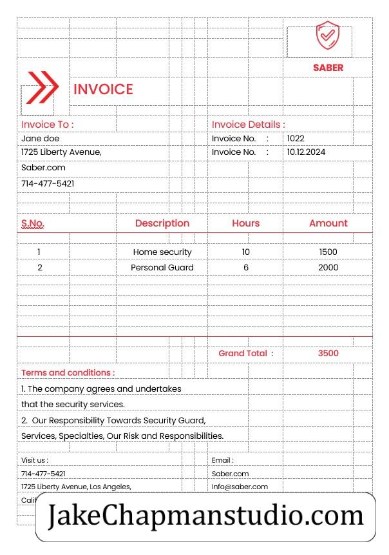 SABER
INVOICE
Invoice To :
Invoice Details :
Jane doe
Invoice No. : 1022
1725 Liberty Avenue,
Invoice No. : 10.12.2024
Saber.com
714-477-5421
S.No. Description Hours Amount
1 Home security 10 1500
2 Personal Guard 6 2000
Grand Total : 3500
Terms and conditions :
1. The company agrees and undertakes
that the security services.
2. Our Responsibility Towards Security Guard,
Services, Specialties, Our Risk and Responsibilities.
Visit us :
Email :
714-477-5421
Saber.com
1725 Liberty Avenue, Los Angeles,
Info@saber.com
JakeChapmanstudio.com